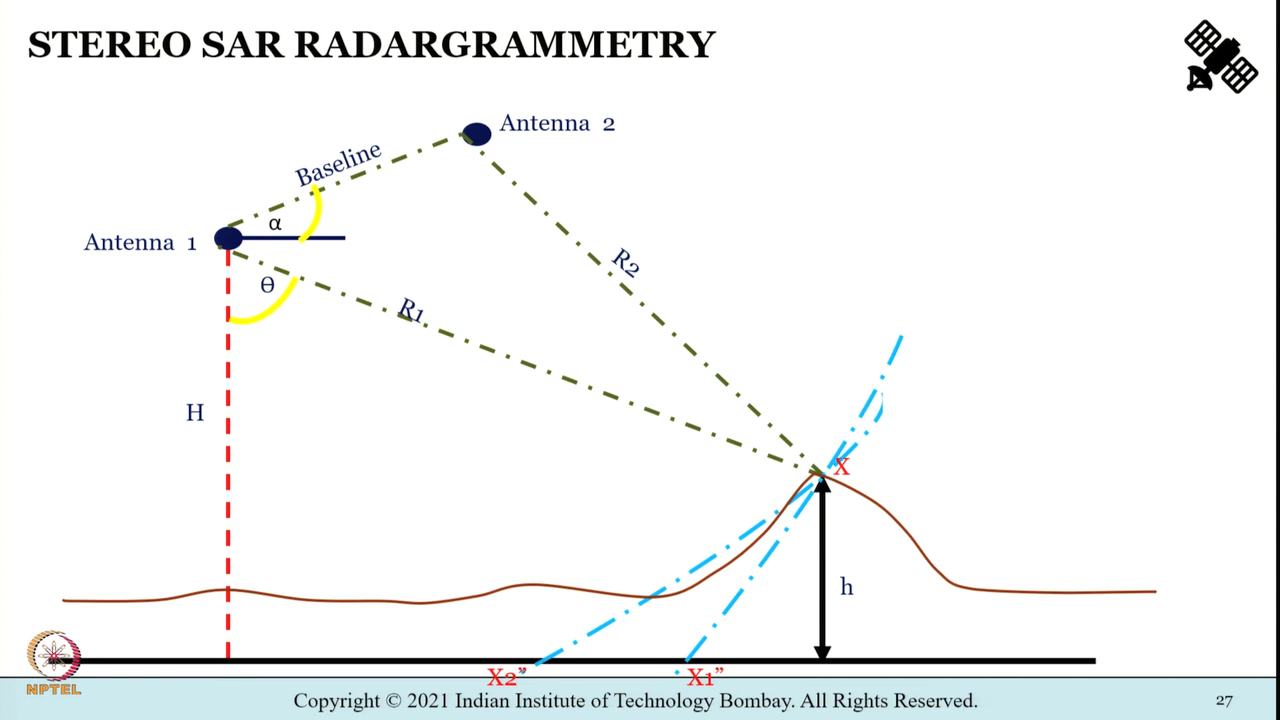 STEREO SAR RADARGRAMMETRY
Antenna 2
Baseline
α
Antenna 1
θ
R2
R1
H
X
h
X2”
X1”
NPTEL
Copyright © 2021 Indian Institute of Technology Bombay. All Rights Reserved.
27